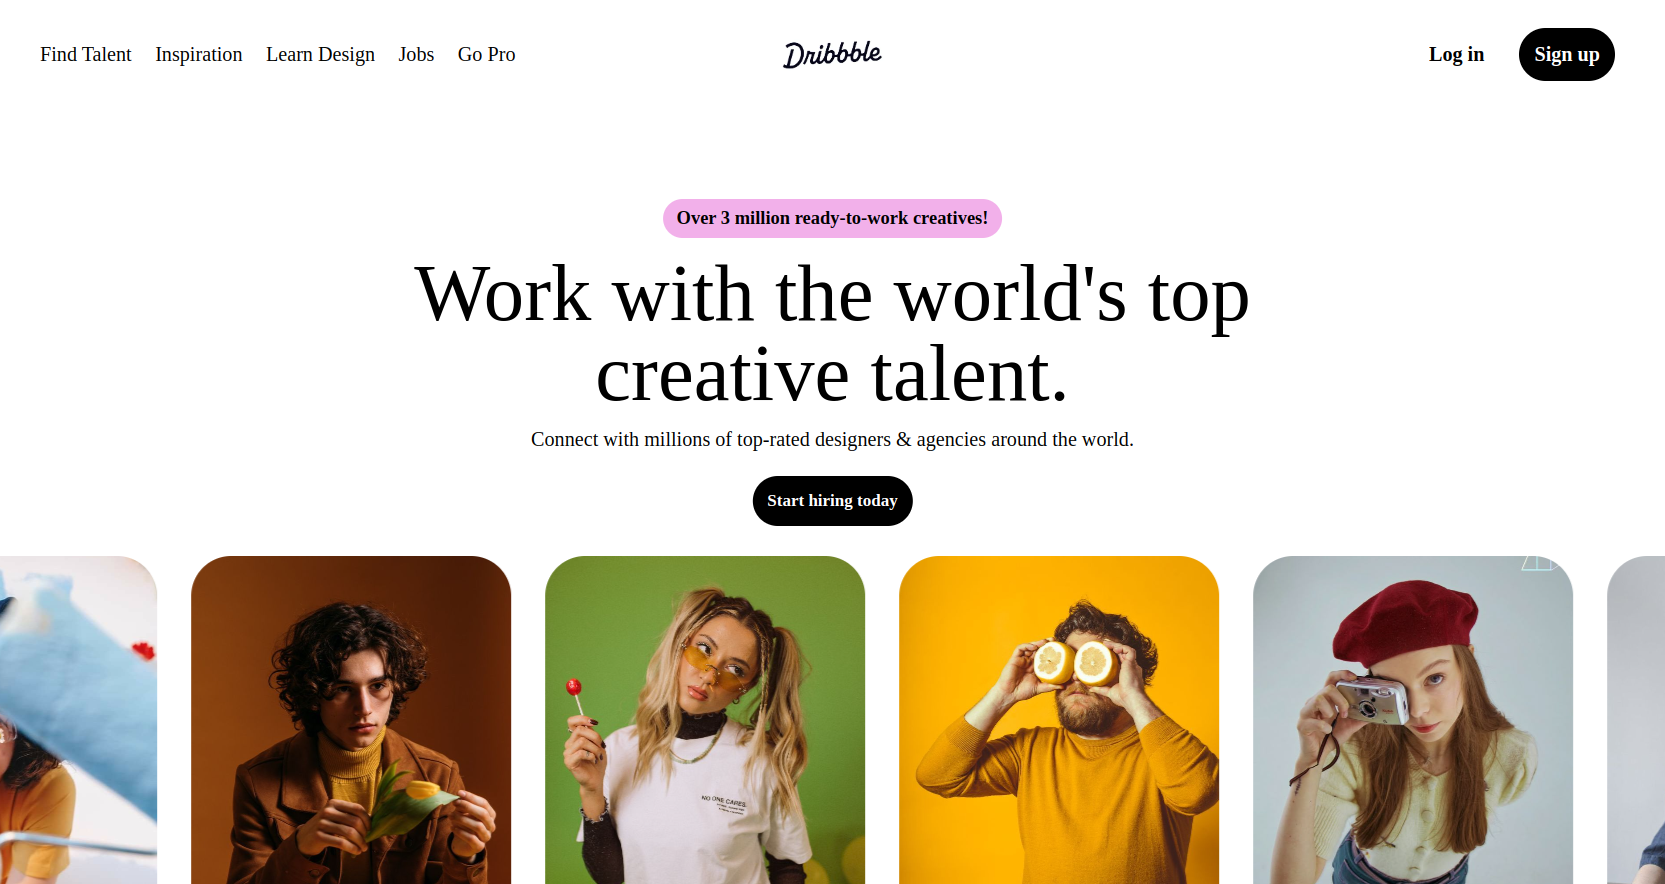 Find Talent Inspiration Learn Design Jobs Go Pro
Dribbble
Log in
Sign up
Over 3 million ready-to-work creatives!
Work with the world's top
creative talent.
Connect with millions of top-rated designers & agencies around the world.
Start hiring today
NO ONE CARES.